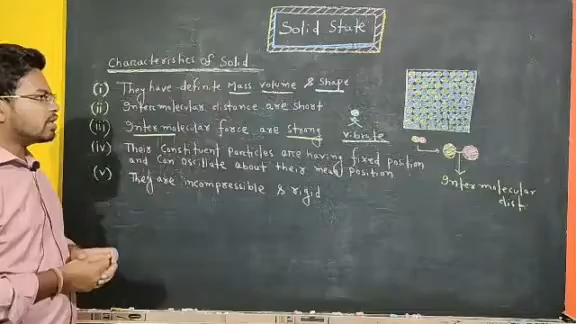 Solid State
Characteristics of Solid
(i) They have definite Mass volume & shape
(ii) Intermolecular distance are short
(iii) Intermolecular force are strong
vibrate
(iv) Their constituent Particles are having fixed position
and can oscillate about their mean position
(v) They are incompressible & rigid
Intermolecular
dist.